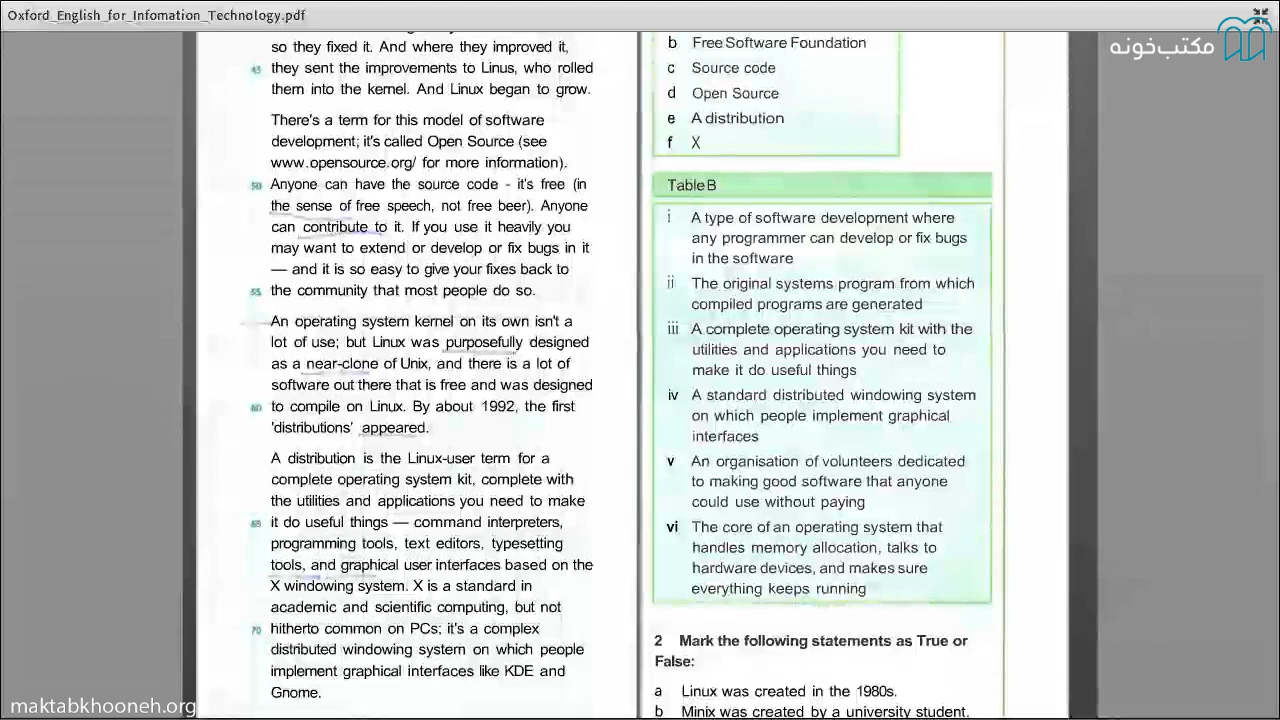 Oxford_English_for_Infomation_Technology.pdf
مکتب‌خونه
so they fixed it. And where they improved it,
45 they sent the improvements to Linus, who rolled
them into the kernel. And Linux began to grow.
There's a term for this model of software
development; it's called Open Source (see
www.opensource.org/ for more information).
50 Anyone can have the source code - it's free (in
the sense of free speech, not free beer). Anyone
can contribute to it. If you use it heavily you
may want to extend or develop or fix bugs in it
— and it is so easy to give your fixes back to
55 the community that most people do so.
An operating system kernel on its own isn't a
lot of use; but Linux was purposefully designed
as a near-clone of Unix, and there is a lot of
software out there that is free and was designed
60 to compile on Linux. By about 1992, the first
'distributions' appeared.
A distribution is the Linux-user term for a
complete operating system kit, complete with
the utilities and applications you need to make
65 it do useful things — command interpreters,
programming tools, text editors, typesetting
tools, and graphical user interfaces based on the
X windowing system. X is a standard in
academic and scientific computing, but not
70 hitherto common on PCs; it's a complex
distributed windowing system on which people
implement graphical interfaces like KDE and
Gnome.
b Free Software Foundation
c Source code
d Open Source
e A distribution
f X
Table B
i A type of software development where
any programmer can develop or fix bugs
in the software
ii The original systems program from which
compiled programs are generated
iii A complete operating system kit with the
utilities and applications you need to
make it do useful things
iv A standard distributed windowing system
on which people implement graphical
interfaces
v An organisation of volunteers dedicated
to making good software that anyone
could use without paying
vi The core of an operating system that
handles memory allocation, talks to
hardware devices, and makes sure
everything keeps running
2 Mark the following statements as True or
False:
a Linux was created in the 1980s.
b Minix was created by a university student.
maktabkhooneh.org